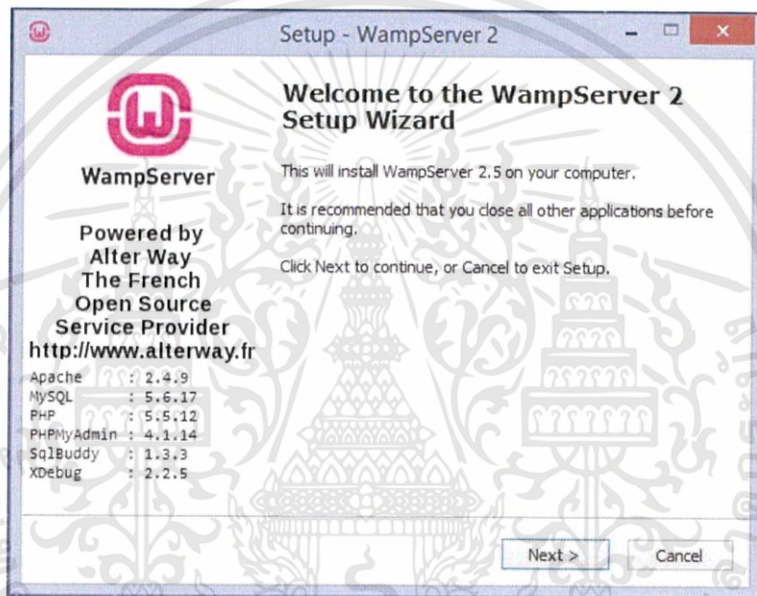 Setup - WampServer 2
WampServer
Powered by
Alter Way
The French
Open Source
Service Provider
http://www.alterway.fr
Apache : 2.4.9
MySQL : 5.6.17
PHP : 5.5.12
PHPMyAdmin : 4.1.14
SqlBuddy : 1.3.3
XDebug : 2.2.5
Welcome to the WampServer 2
Setup Wizard
This will install WampServer 2.5 on your computer.
It is recommended that you close all other applications before
continuing.
Click Next to continue, or Cancel to exit Setup.
Next >
Cancel